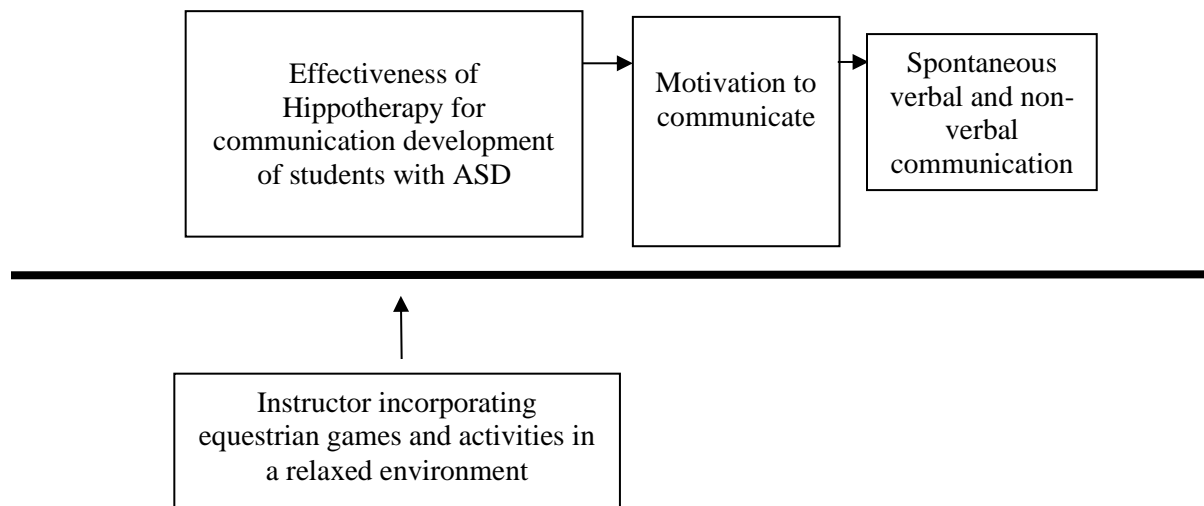 Effectiveness of
Hippotherapy for
communication development
of students with ASD
Motivation to
communicate
Spontaneous
verbal and non-
verbal
communication
Instructor incorporating
equestrian games and activities in
a relaxed environment